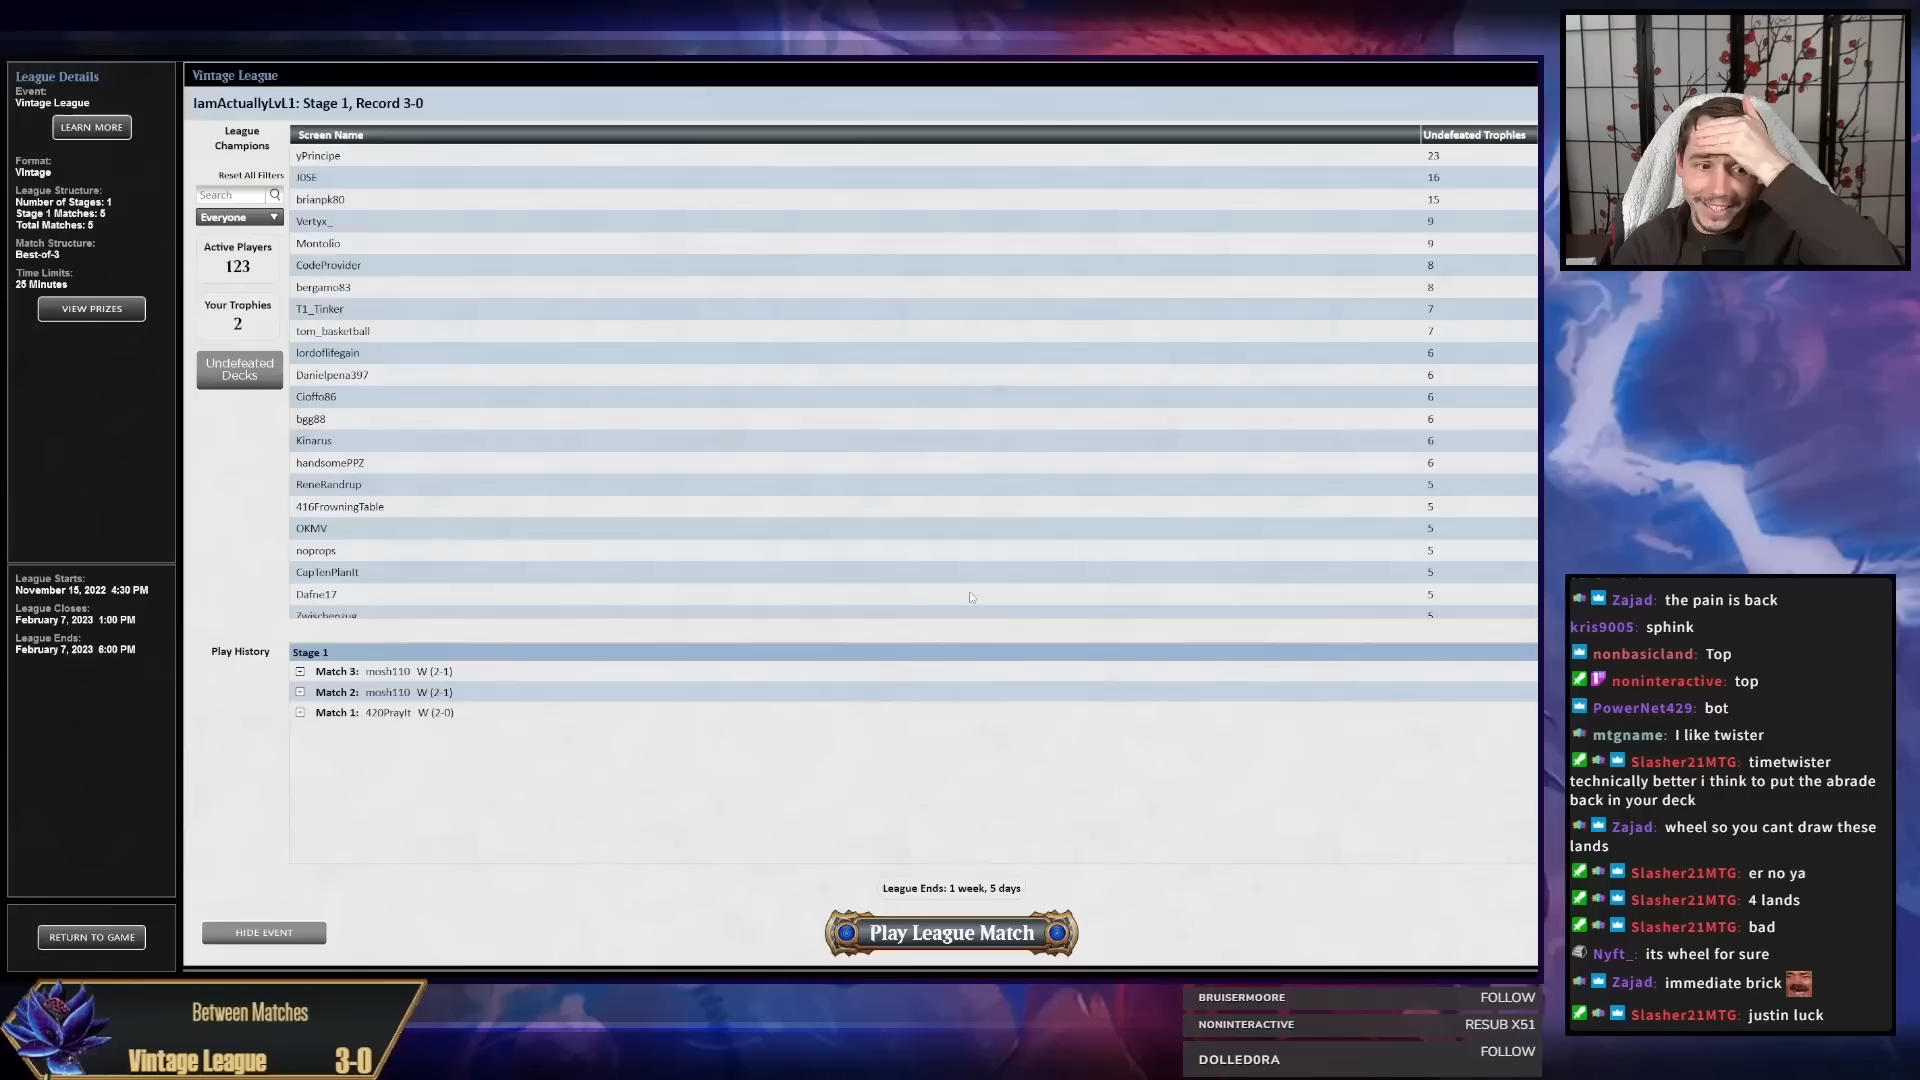 League Details
Event:
Vintage League
LEARN MORE
Format:
Vintage
League Structure:
Number of Stages: 1
Stage 1 Matches: 5
Total Matches: 5
Match Structure:
Best-of-3
Time Limits:
25 Minutes
VIEW PRIZES
League Starts:
November 15, 2022 4:30 PM
League Closes:
February 7, 2023 1:00 PM
League Ends:
February 7, 2023 6:00 PM
RETURN TO GAME
Vintage League
IamActuallyLvL1: Stage 1, Record 3-0
League
Champions
Reset All Filters
Search
Everyone
Active Players
123
Your Trophies
2
Undefeated
Decks
Screen Name Undefeated Trophies
yPrincipe 23
J0SE 16
brianpk80 15
Vertyx_ 9
Montolio 9
CodeProvider 8
bergamo83 8
T1_Tinker 7
tom_basketball 7
lordoflifegain 6
Danielpena397 6
Cioffo86 6
bgg88 6
Kinarus 6
handsomePPZ 6
ReneRandrup 5
416FrowningTable 5
OKMV 5
noprops 5
CapTenPlanIt 5
Dafne17 5
Zwischenzug 5
Play History
Stage 1
Match 3: mosh110 W (2-1)
Match 2: mosh110 W (2-1)
Match 1: 420PrayIt W (2-0)
League Ends: 1 week, 5 days
HIDE EVENT
Play League Match
Between Matches
Vintage League 3-0
BRUISERMOORE FOLLOW
NONINTERACTIVE RESUB X51
DOLLED0RA FOLLOW
Zajad: the pain is back
kris9005: sphink
nonbasicland: Top
noninteractive: top
PowerNet429: bot
mtgname: I like twister
Slasher21MTG: timetwister
technically better i think to put the abrade
back in your deck
Zajad: wheel so you cant draw these
lands
Slasher21MTG: er no ya
Slasher21MTG: 4 lands
Slasher21MTG: bad
Nyft_: its wheel for sure
Zajad: immediate brick
Slasher21MTG: justin luck